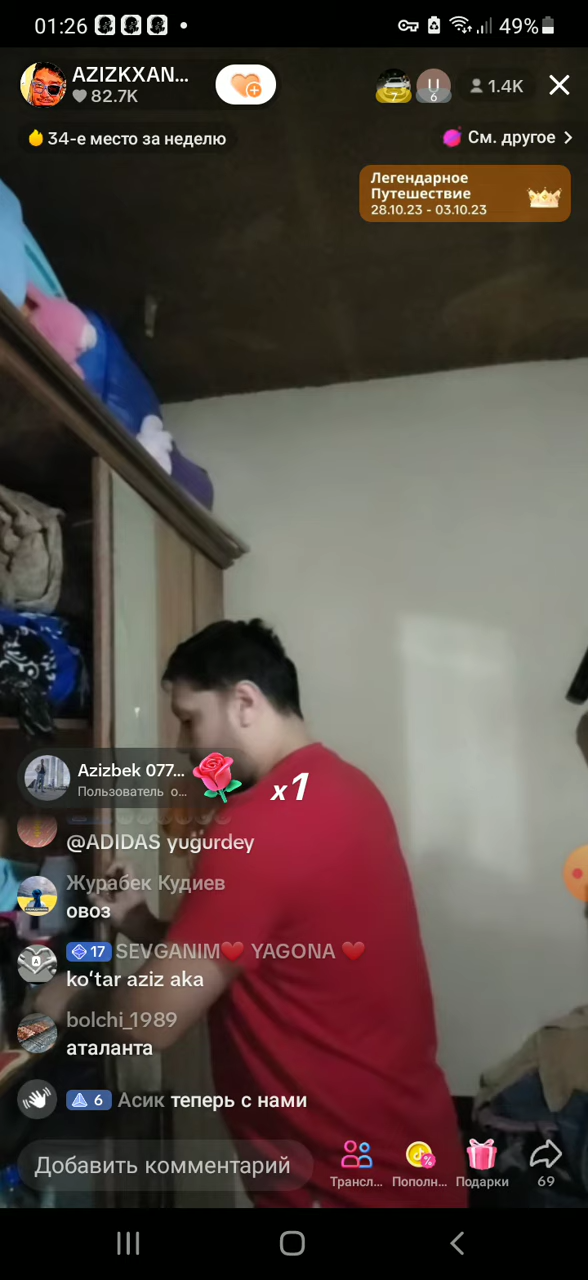 01:26
49%
AZIZKXAN...
82.7K
7
U
6
1.4K
34-е место за неделю
См. другое
Легендарное
Путешествие
28.10.23 - 03.10.23
Azizbek 077...
Пользователь о...
x1
@ADIDAS yugurdey
Журабек Кудиев
овоз
17 SEVGANIM❤️ YAGONA ❤️
koʻtar aziz aka
bolchi_1989
аталанта
6 Асик теперь с нами
Добавить комментарий
Трансл...
Пополн...
Подарки
69